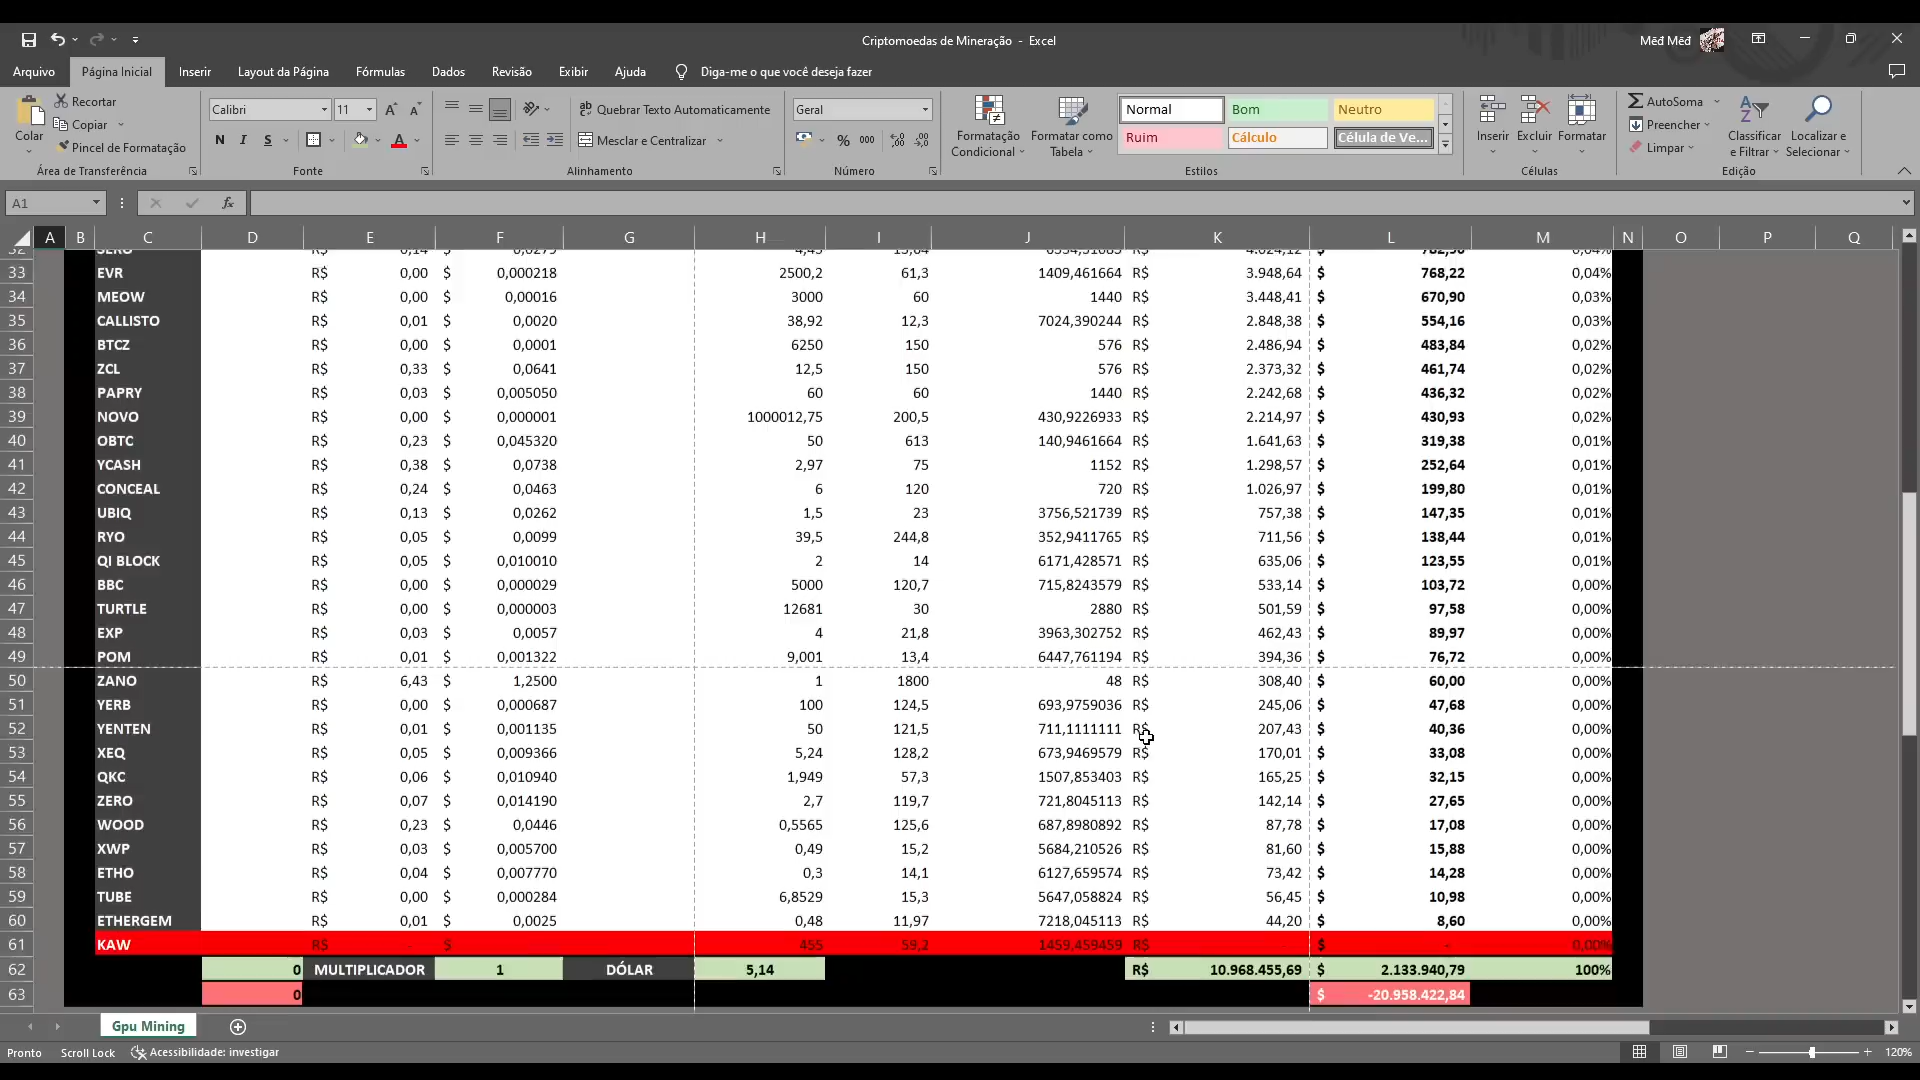 Criptomoedas de Mineração - Excel
Mëđ Mëđ
Arquivo Página Inicial Inserir Layout da Página Fórmulas Dados Revisão Exibir Ajuda Diga-me o que você deseja fazer
Colar
Recortar
Copiar
Pincel de Formatação
Área de Transferência
Calibri 11
N I S
Fonte
Quebrar Texto Automaticamente
Mesclar e Centralizar
Alinhamento
Geral
% 000
Número
Formatação Condicional
Formatar como Tabela
Normal Bom Neutro
Ruim Cálculo Célula de Ve...
Estilos
Inserir Excluir Formatar
Células
AutoSoma
Preencher
Limpar
Classificar e Filtrar
Localizar e Selecionar
Edição
A1 fx
A B C D E F G H I J K L M N O P Q
33 EVR R$ 0,00 $ 0,000218 2500,2 61,3 1409,461664 R$ 3.948,64 $ 768,22 0,04%
34 MEOW R$ 0,00 $ 0,00016 3000 60 1440 R$ 3.448,41 $ 670,90 0,03%
35 CALLISTO R$ 0,01 $ 0,0020 38,92 12,3 7024,390244 R$ 2.848,38 $ 554,16 0,03%
36 BTCZ R$ 0,00 $ 0,0001 6250 150 576 R$ 2.486,94 $ 483,84 0,02%
37 ZCL R$ 0,33 $ 0,0641 12,5 150 576 R$ 2.373,32 $ 461,74 0,02%
38 PAPRY R$ 0,03 $ 0,005050 60 60 1440 R$ 2.242,68 $ 436,32 0,02%
39 NOVO R$ 0,00 $ 0,000001 1000012,75 200,5 430,9226933 R$ 2.214,97 $ 430,93 0,02%
40 OBTC R$ 0,23 $ 0,045320 50 613 140,9461664 R$ 1.641,63 $ 319,38 0,01%
41 YCASH R$ 0,38 $ 0,0738 2,97 75 1152 R$ 1.298,57 $ 252,64 0,01%
42 CONCEAL R$ 0,24 $ 0,0463 6 120 720 R$ 1.026,97 $ 199,80 0,01%
43 UBIQ R$ 0,13 $ 0,0262 1,5 23 3756,521739 R$ 757,38 $ 147,35 0,01%
44 RYO R$ 0,05 $ 0,0099 39,5 244,8 352,9411765 R$ 711,56 $ 138,44 0,01%
45 QI BLOCK R$ 0,05 $ 0,010010 2 14 6171,428571 R$ 635,06 $ 123,55 0,01%
46 BBC R$ 0,00 $ 0,000029 5000 120,7 715,8243579 R$ 533,14 $ 103,72 0,00%
47 TURTLE R$ 0,00 $ 0,000003 12681 30 2880 R$ 501,59 $ 97,58 0,00%
48 EXP R$ 0,03 $ 0,0057 4 21,8 3963,302752 R$ 462,43 $ 89,97 0,00%
49 POM R$ 0,01 $ 0,001322 9,001 13,4 6447,761194 R$ 394,36 $ 76,72 0,00%
50 ZANO R$ 6,43 $ 1,2500 1 1800 48 R$ 308,40 $ 60,00 0,00%
51 YERB R$ 0,00 $ 0,000687 100 124,5 693,9759036 R$ 245,06 $ 47,68 0,00%
52 YENTEN R$ 0,01 $ 0,001135 50 121,5 711,1111111 R$ 207,43 $ 40,36 0,00%
53 XEQ R$ 0,05 $ 0,009366 5,24 128,2 673,9469579 R$ 170,01 $ 33,08 0,00%
54 QKC R$ 0,06 $ 0,010940 1,949 57,3 1507,853403 R$ 165,25 $ 32,15 0,00%
55 ZERO R$ 0,07 $ 0,014190 2,7 119,7 721,8045113 R$ 142,14 $ 27,65 0,00%
56 WOOD R$ 0,23 $ 0,0446 0,5565 125,6 687,8980892 R$ 87,78 $ 17,08 0,00%
57 XWP R$ 0,03 $ 0,005700 0,49 15,2 5684,210526 R$ 81,60 $ 15,88 0,00%
58 ETHO R$ 0,04 $ 0,007770 0,3 14,1 6127,659574 R$ 73,42 $ 14,28 0,00%
59 TUBE R$ 0,00 $ 0,000284 6,8529 15,3 5647,058824 R$ 56,45 $ 10,98 0,00%
60 ETHERGEM R$ 0,01 $ 0,0025 0,48 11,97 7218,045113 R$ 44,20 $ 8,60 0,00%
61 KAW R$ - $ 455 59,2 1459,459459 R$ $ - 0,00%
62 0 MULTIPLICADOR 1 DÓLAR 5,14 R$ 10.968.455,69 $ 2.133.940,79 100%
63 0 $ -20.958.422,84
Gpu Mining
Pronto Scroll Lock Acessibilidade: investigar 120%